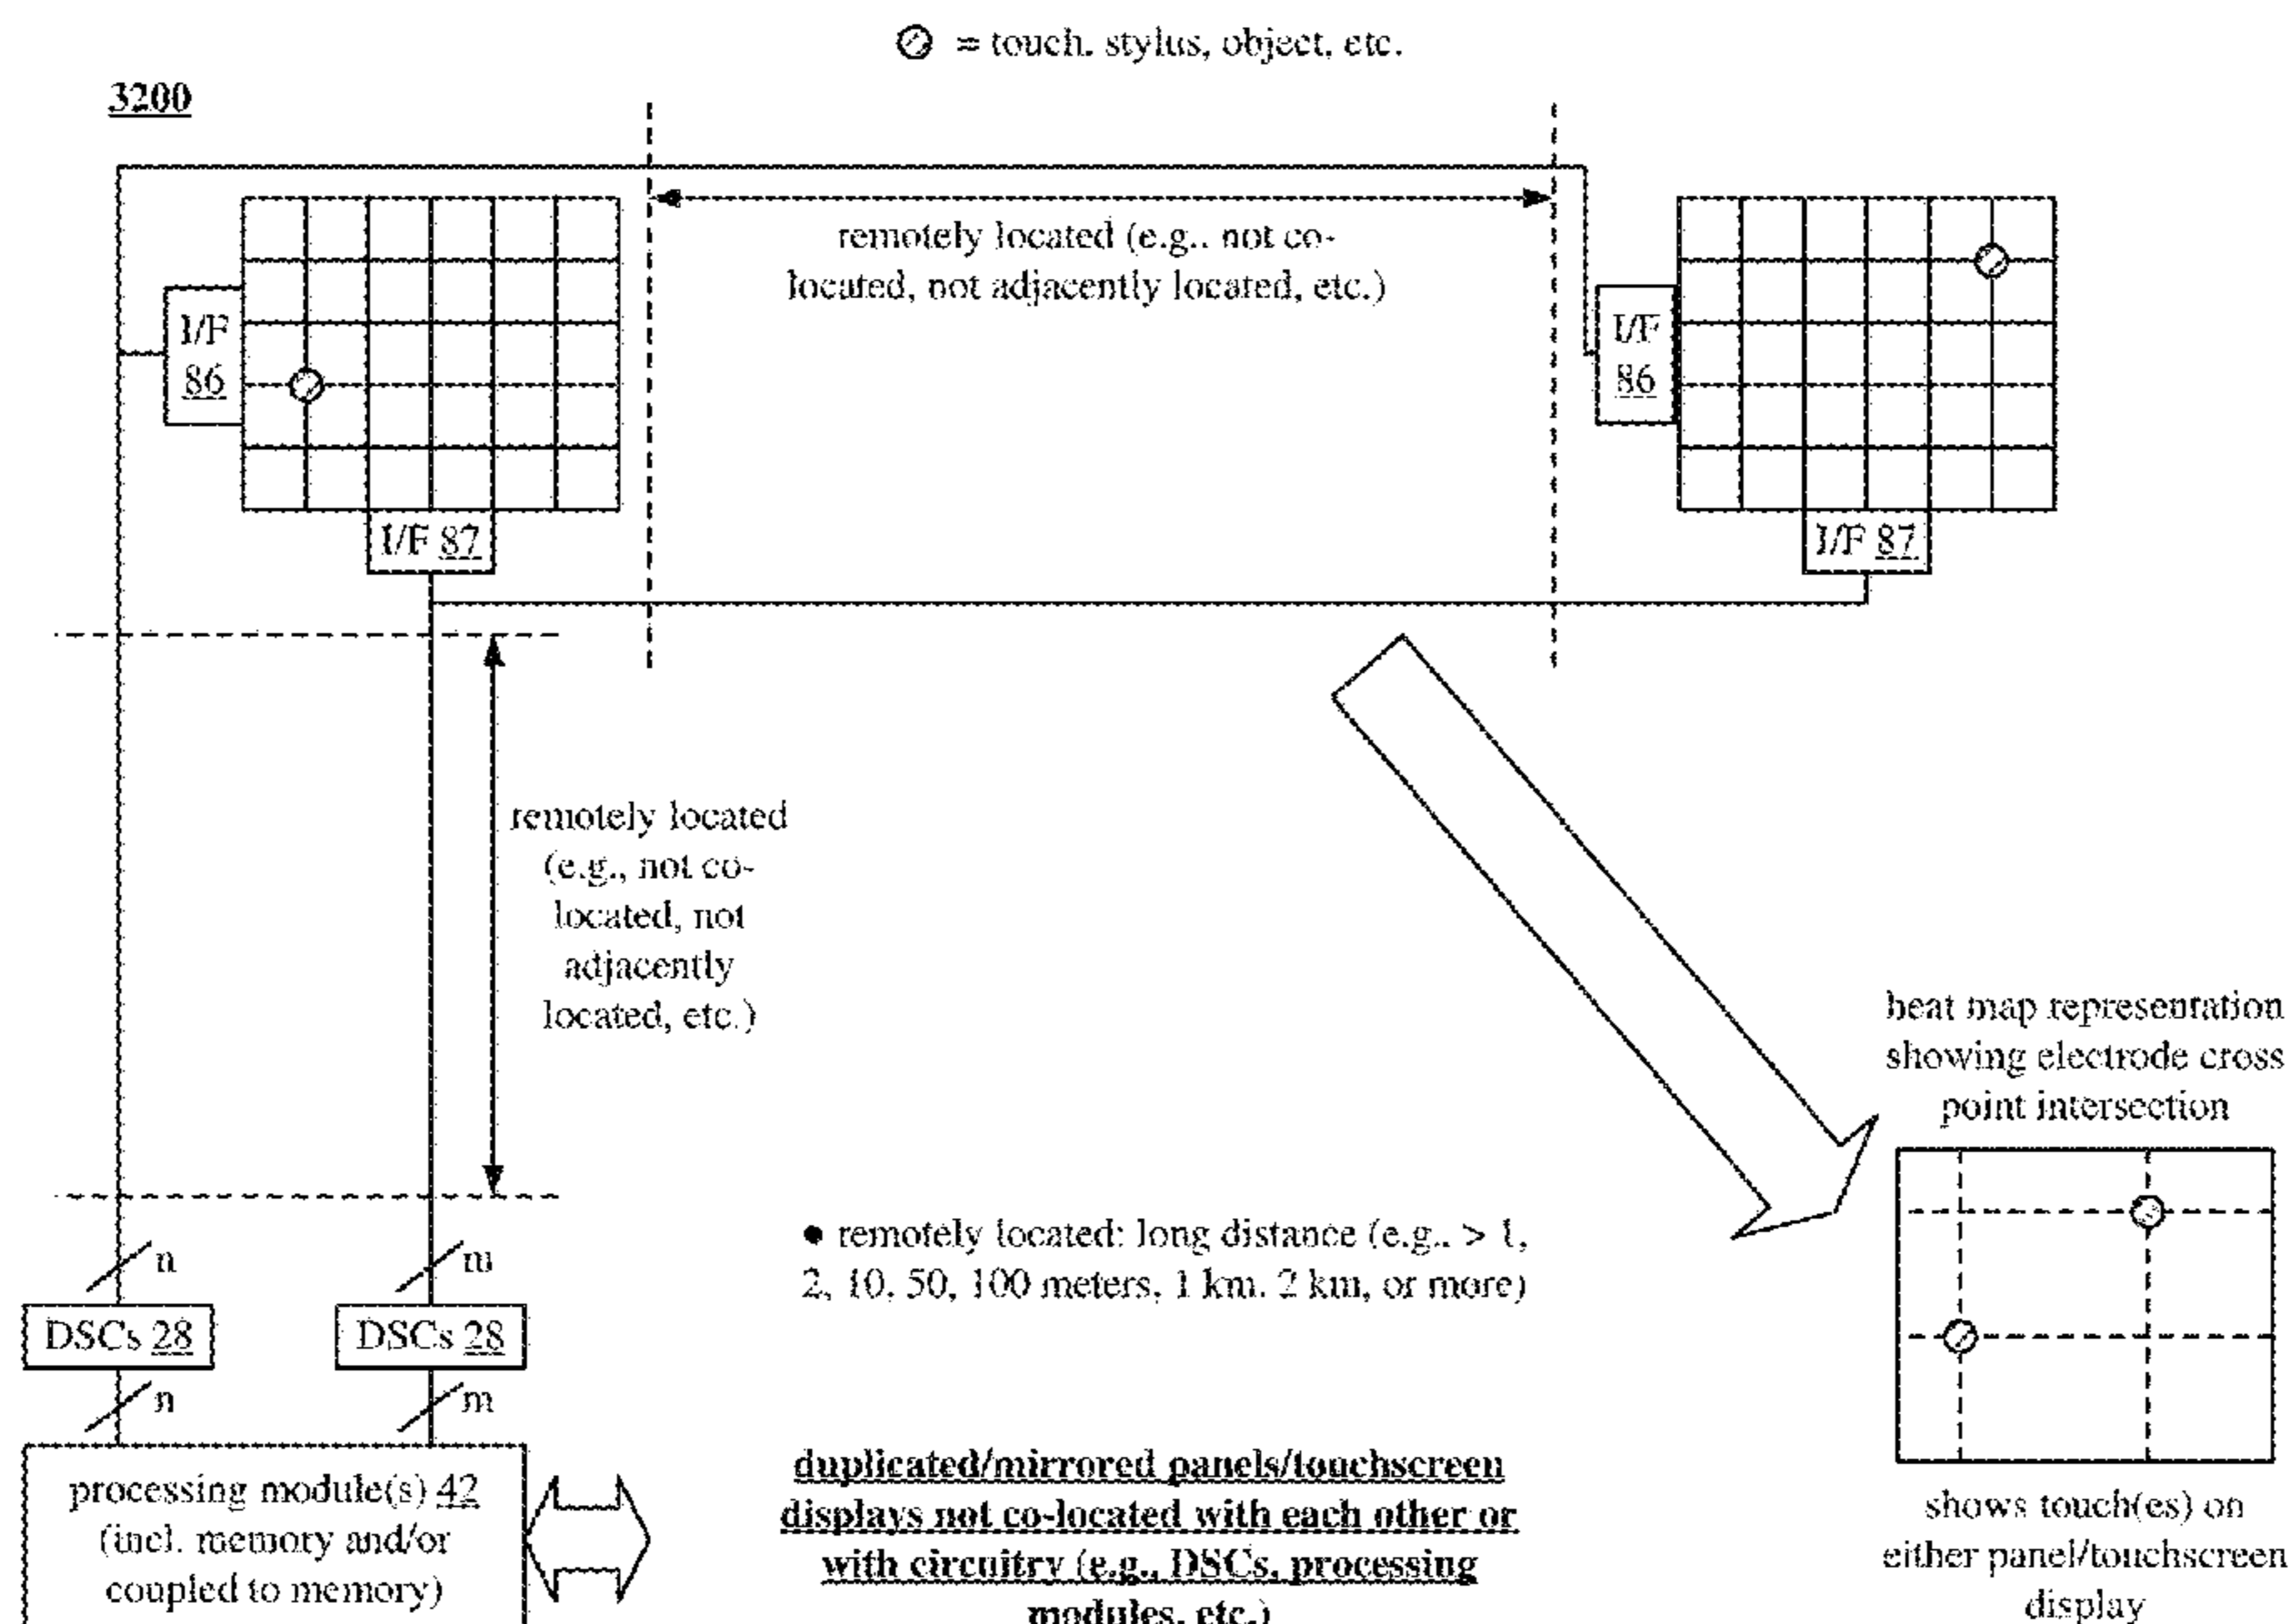 = touch, stylus, object, etc.
3200
remotely located (e.g., not co-
located, not adjacently located, etc.)
I/F
86
I/F
86
I/F 87
I/F 87
remotely located
(e.g., not co-
located, not
adjacently
located, etc.)
heat map representation
showing electrode cross
point intersection
● remotely located: long distance (e.g., > 1,
2, 10, 50, 100 meters, 1 km, 2 km, or more)
n
m
DSCs 28
DSCs 28
n
m
processing module(s) 42
(incl. memory and/or
coupled to memory)
duplicated/mirrored panels/touchscreen
displays not co-located with each other or
with circuitry (e.g., DSCs, processing
modules, etc.)
shows touch(es) on
either panel/touchscreen
display